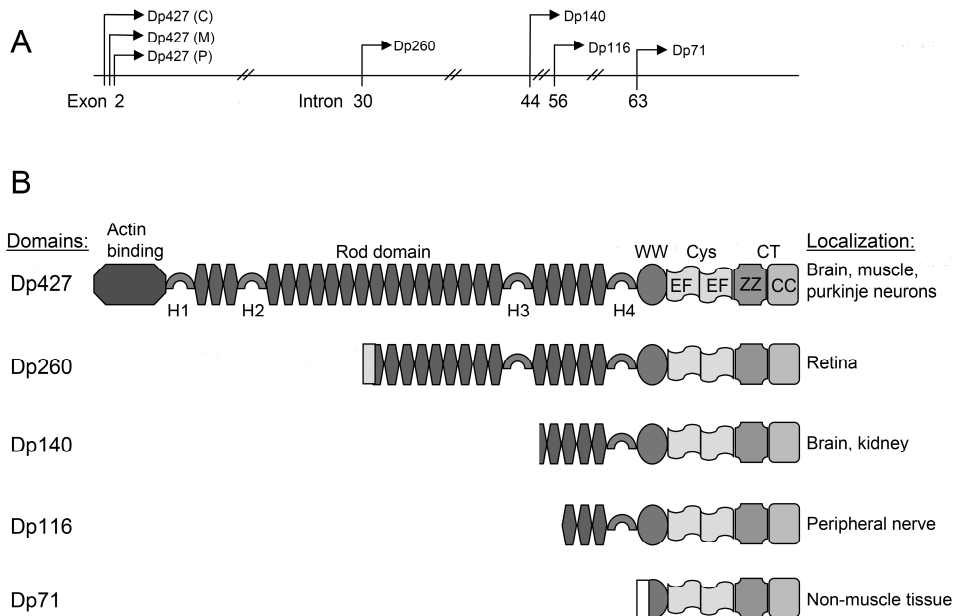 A
Dp427 (C)
Dp427 (M)
Dp427 (P)
Dp260
Dp140
Dp116
Dp71
Exon 2
Intron 30
44 56
63
B
Domains:
Actin
binding
Rod domain
WW
Cys
CT
Localization:
Dp427
H1
H2
H3
H4
EF
EF
ZZ
CC
Brain, muscle,
purkinje neurons
Dp260
Retina
Dp140
Brain, kidney
Dp116
Peripheral nerve
Dp71
Non-muscle tissue